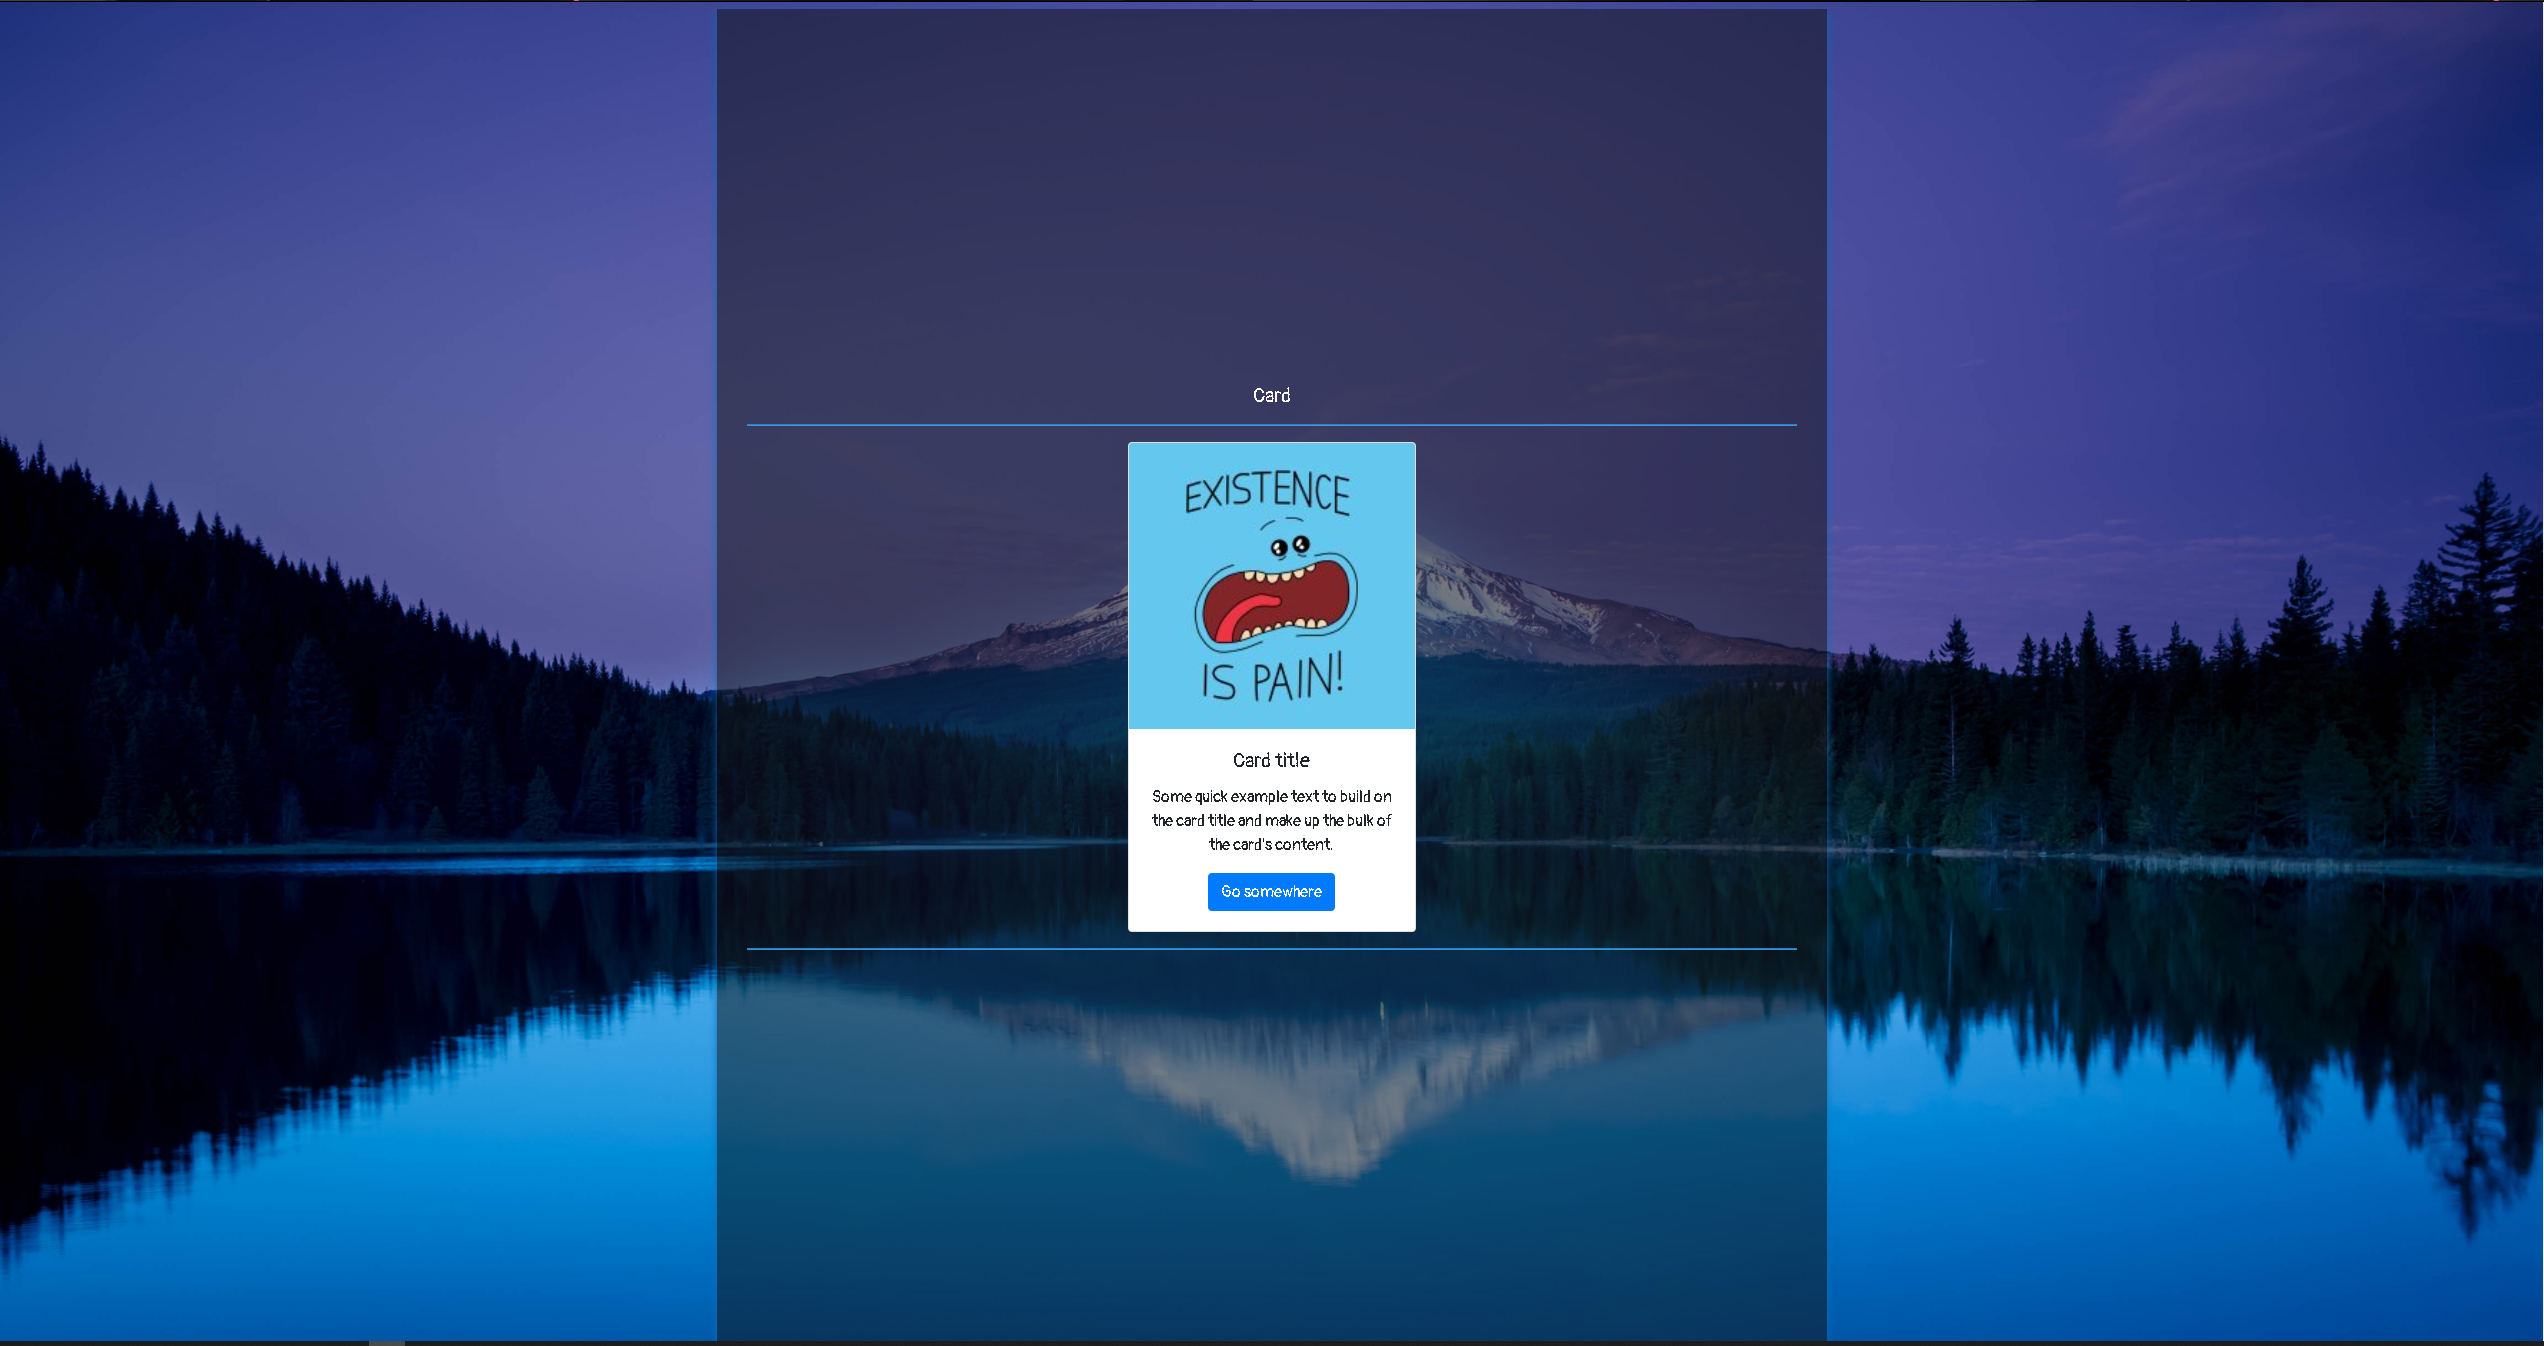 Card
EXISTENCE
IS PAIN!
Card title
Some quick example text to build on
the card title and make up the bulk of
the card's content.
Go somewhere